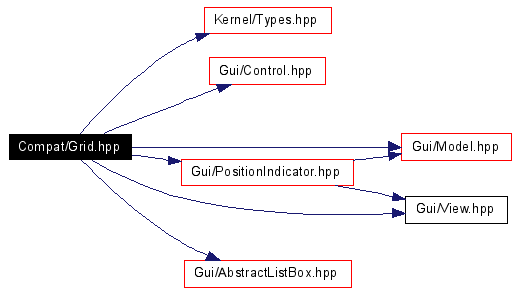 Kernel/Types.hpp
Gui/Control.hpp
Compat/Grid.hpp
Gui/Model.hpp
Gui/PositionIndicator.hpp
Gui/View.hpp
Gui/AbstractListBox.hpp